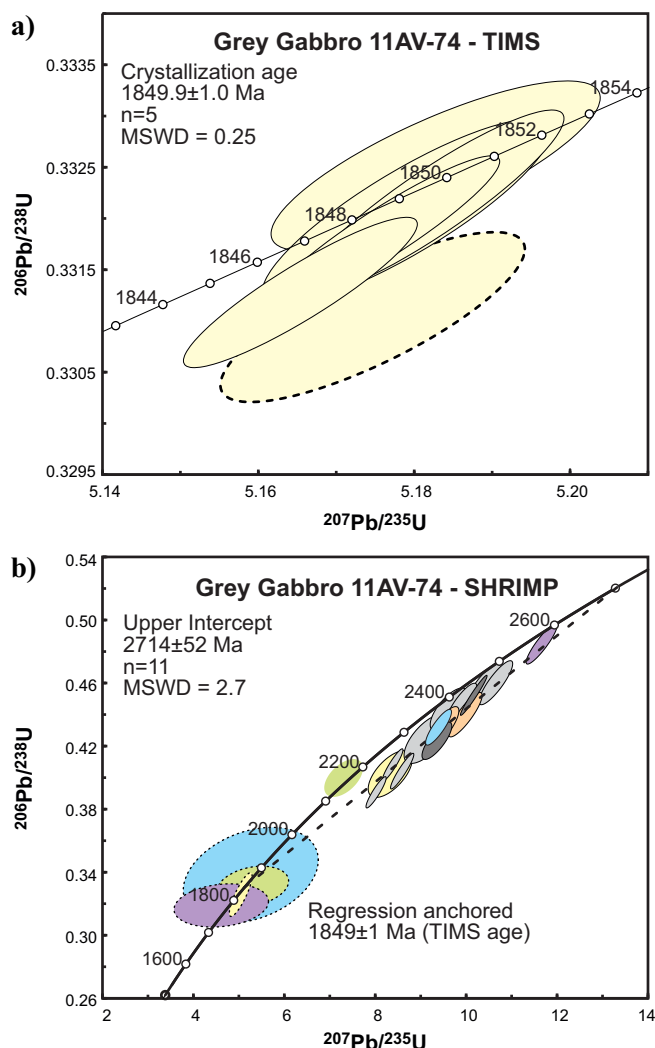 a)
Grey Gabbro 11AV-74 - TIMS
Crystallization age
1849.9±1.0 Ma
n=5
MSWD = 0.25
0.3335
0.3325
0.3315
0.3305
0.3295
206Pb/238U
1854
1852
1850
1848
1846
1844
5.14
5.16
5.18
5.20
207Pb/235U
b)
Grey Gabbro 11AV-74 - SHRIMP
Upper Intercept
2714±52 Ma
n=11
MSWD = 2.7
0.54
0.50
0.46
0.42
0.38
0.34
0.30
0.26
206Pb/238U
2600
2400
2200
2000
1800
1600
Regression anchored
1849±1 Ma (TIMS age)
2
4
6
8
10
12
14
207Pb/235U